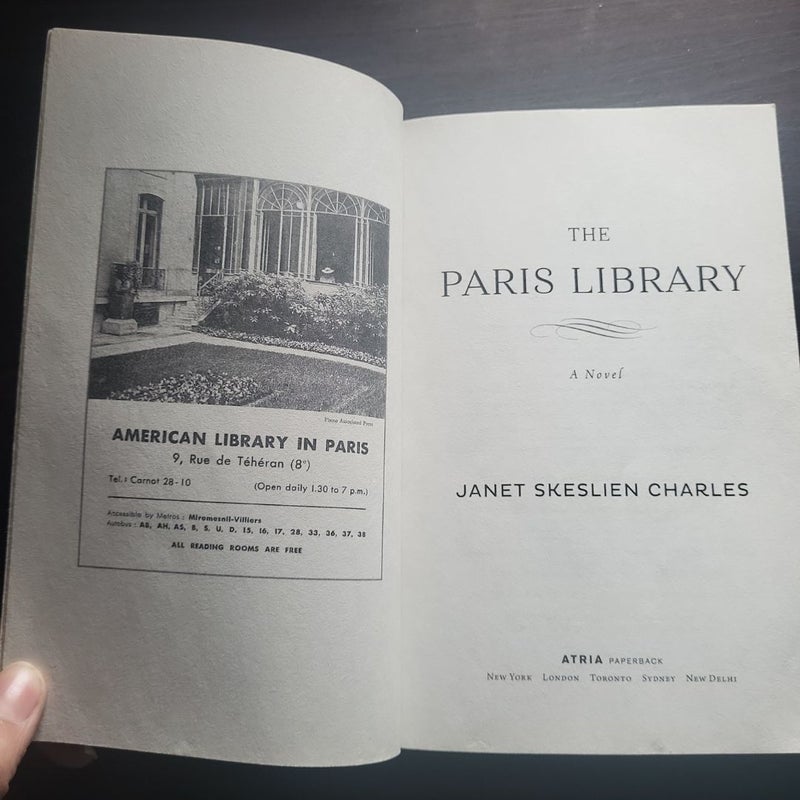 Photo Associated Press
AMERICAN LIBRARY IN PARIS
9, Rue de Téhéran (8°)
Tel.: Carnot 28-10 (Open daily 1.30 to 7 p.m.)
Accessible by Metros : Miromesnil-Villiers
Autobus : AB, AH, AS, B, S, U, D, 15, 16, 17, 28, 33, 36, 37, 38
ALL READING ROOMS ARE FREE
THE
PARIS LIBRARY
A Novel
JANET SKESLIEN CHARLES
ATRIA PAPERBACK
NEW YORK LONDON TORONTO SYDNEY NEW DELHI